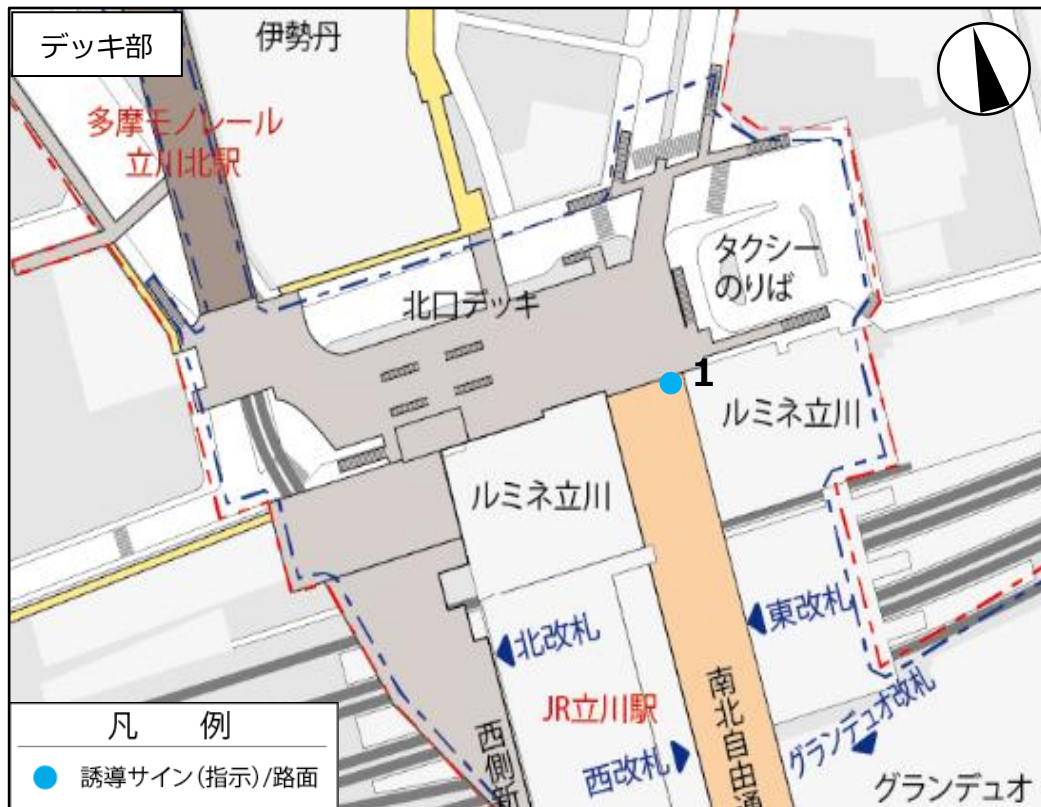 デッキ部
伊勢丹
多摩モノレール
立川北駅
タクシー
のりば
北口デッキ
1
ルミネ立川
ルミネ立川
東改札
北改札
JR立川駅
南北自由通
グランデュオ改札
西改札
西側新
グランデュオ
凡　例
誘導サイン(指示)/路面